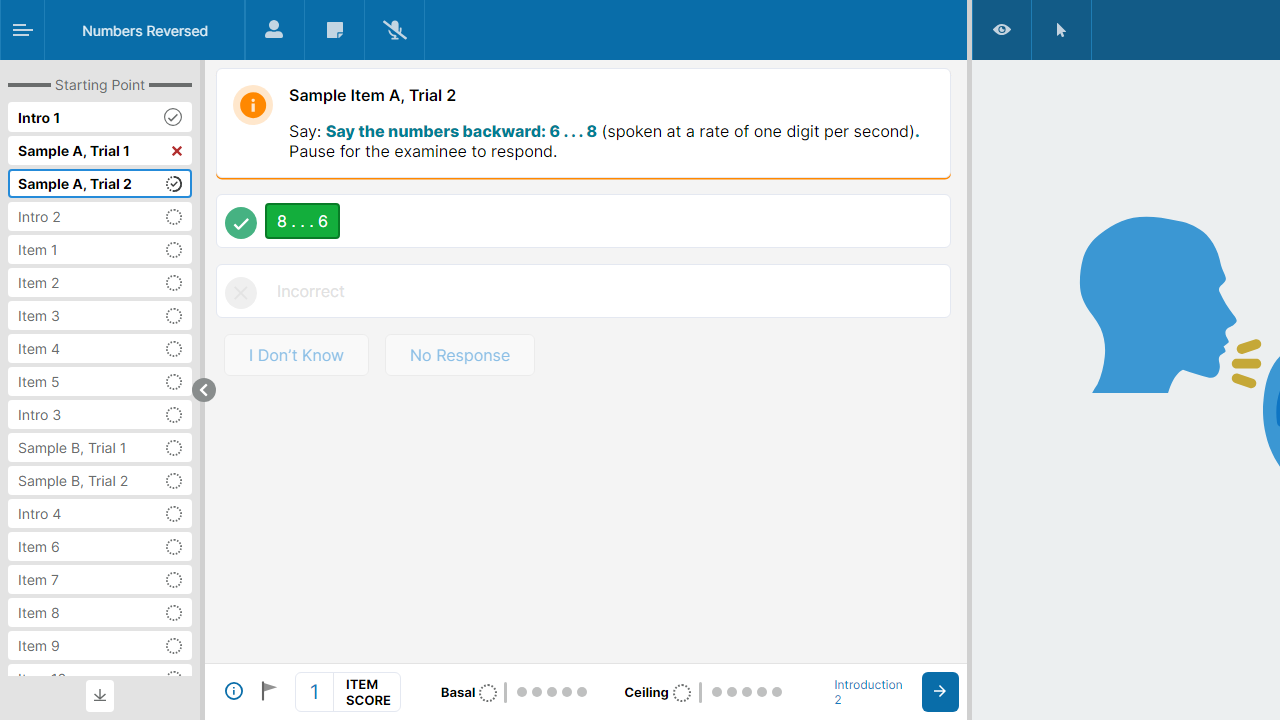 Numbers Reversed
Starting Point
Intro 1
Sample A, Trial 1
Sample A, Trial 2
Intro 2
Item 1
Item 2
Item 3
Item 4
Item 5
Intro 3
Sample B, Trial 1
Sample B, Trial 2
Intro 4
Item 6
Item 7
Item 8
Item 9
Sample Item A, Trial 2
Say: Say the numbers backward: 6 . . . 8 (spoken at a rate of one digit per second).
Pause for the examinee to respond.
8 . . . 6
Incorrect
I Don’t Know
No Response
1
ITEM
SCORE
Basal
Ceiling
Introduction
2